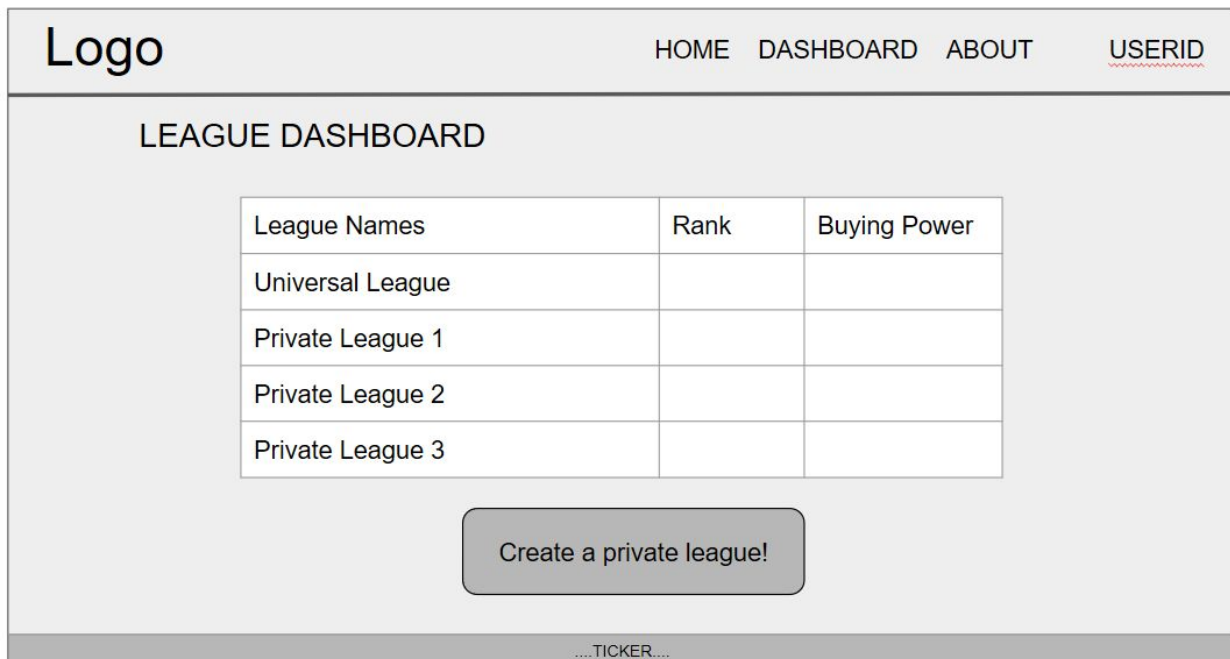 Logo HOME DASHBOARD ABOUT USERID
LEAGUE DASHBOARD
League Names Rank Buying Power
Universal League
Private League 1
Private League 2
Private League 3
Create a private league!
....TICKER....